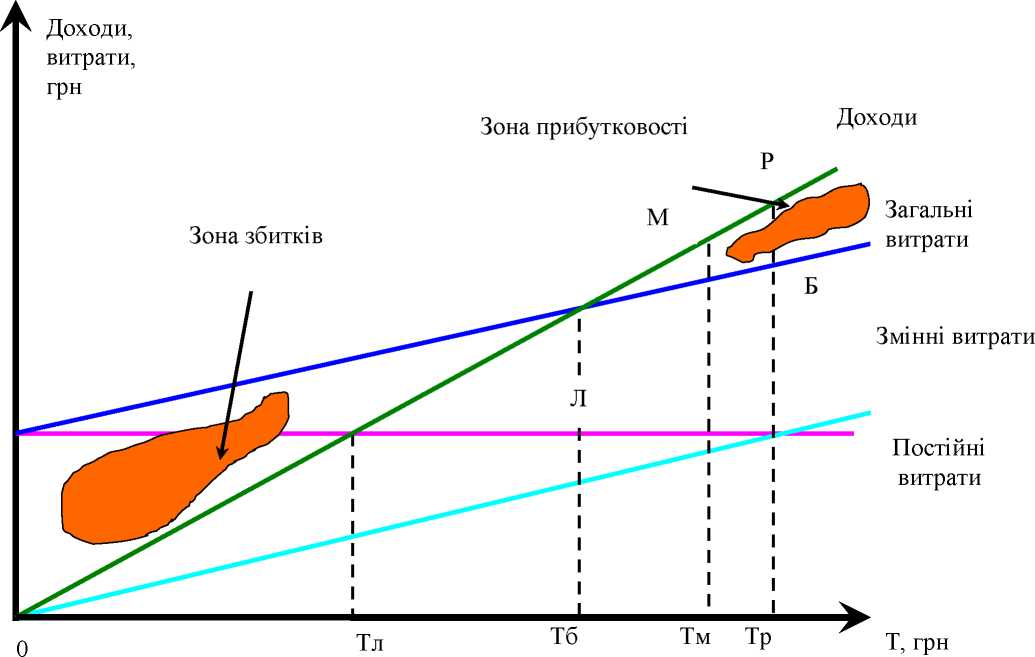 Доходи,
витрати,
грн
Зона прибутковості
Доходи
Р
М
Загальні
витрати
Зона збитків
Б
Змінні витрати
Л
Постійні
витрати
0
Тл
Тб
Тм
Тр
Т, грн